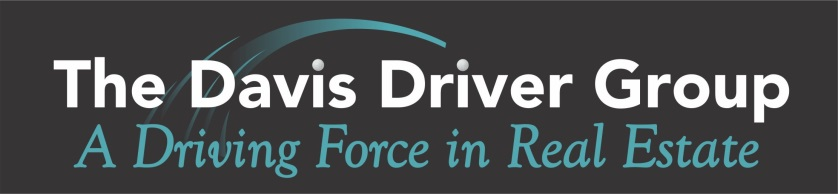 The Davis Driver Group
A Driving Force in Real Estate